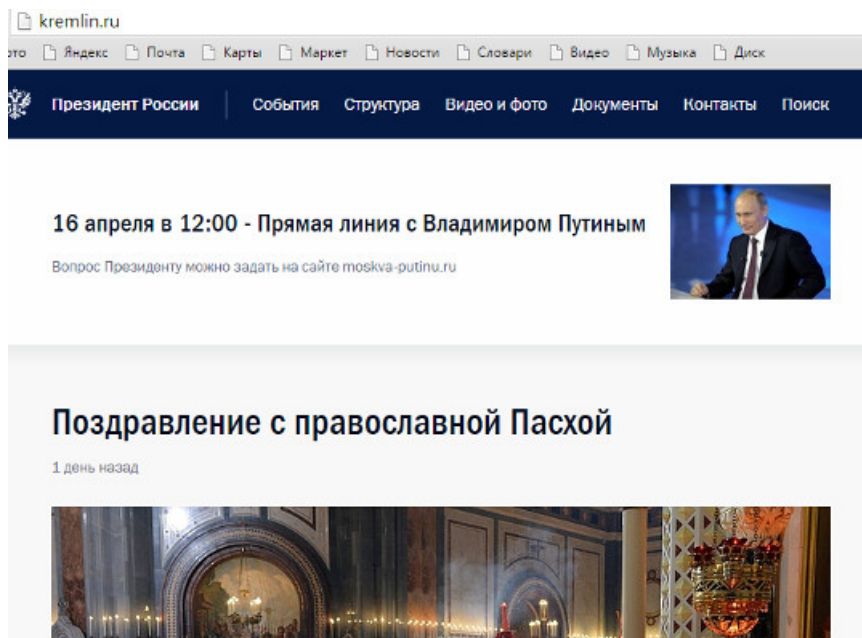 kremlin.ru
Яндекс Почта Карты Маркет Новости Словари Видео Музыка Диск
Президент России События Структура Видео и фото Документы Контакты Поиск
16 апреля в 12:00 - Прямая линия с Владимиром Путиным
Вопрос Президенту можно задать на сайте moskva-putinu.ru
Поздравление с православной Пасхой
1 день назад